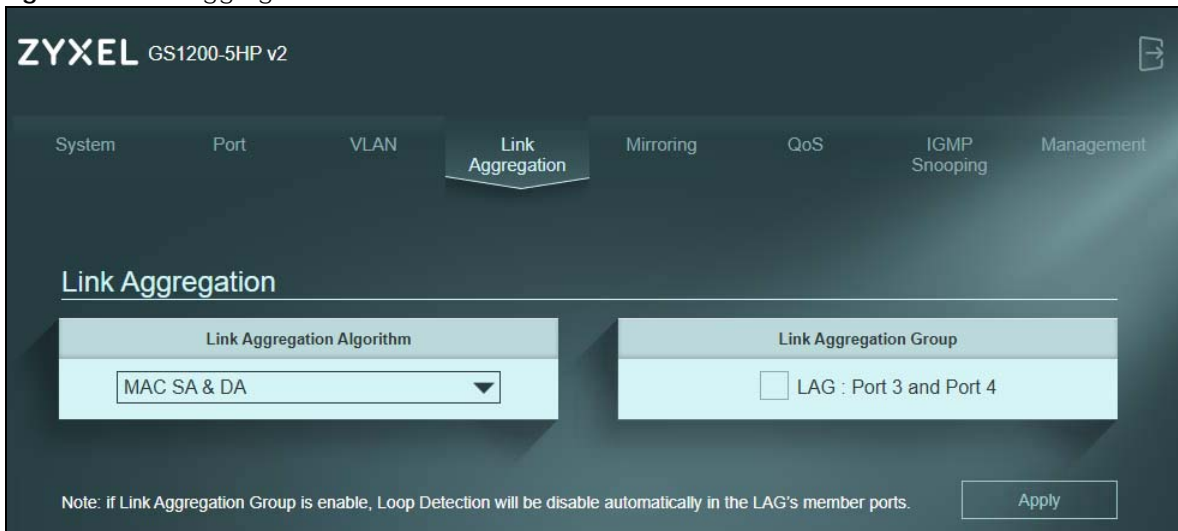 ZYXEL GS1200-5HP v2
System Port VLAN Link Aggregation Mirroring QoS IGMP Snooping Management
Link Aggregation
Link Aggregation Algorithm
MAC SA & DA
Link Aggregation Group
LAG : Port 3 and Port 4
Note: if Link Aggregation Group is enable, Loop Detection will be disable automatically in the LAG's member ports.
Apply